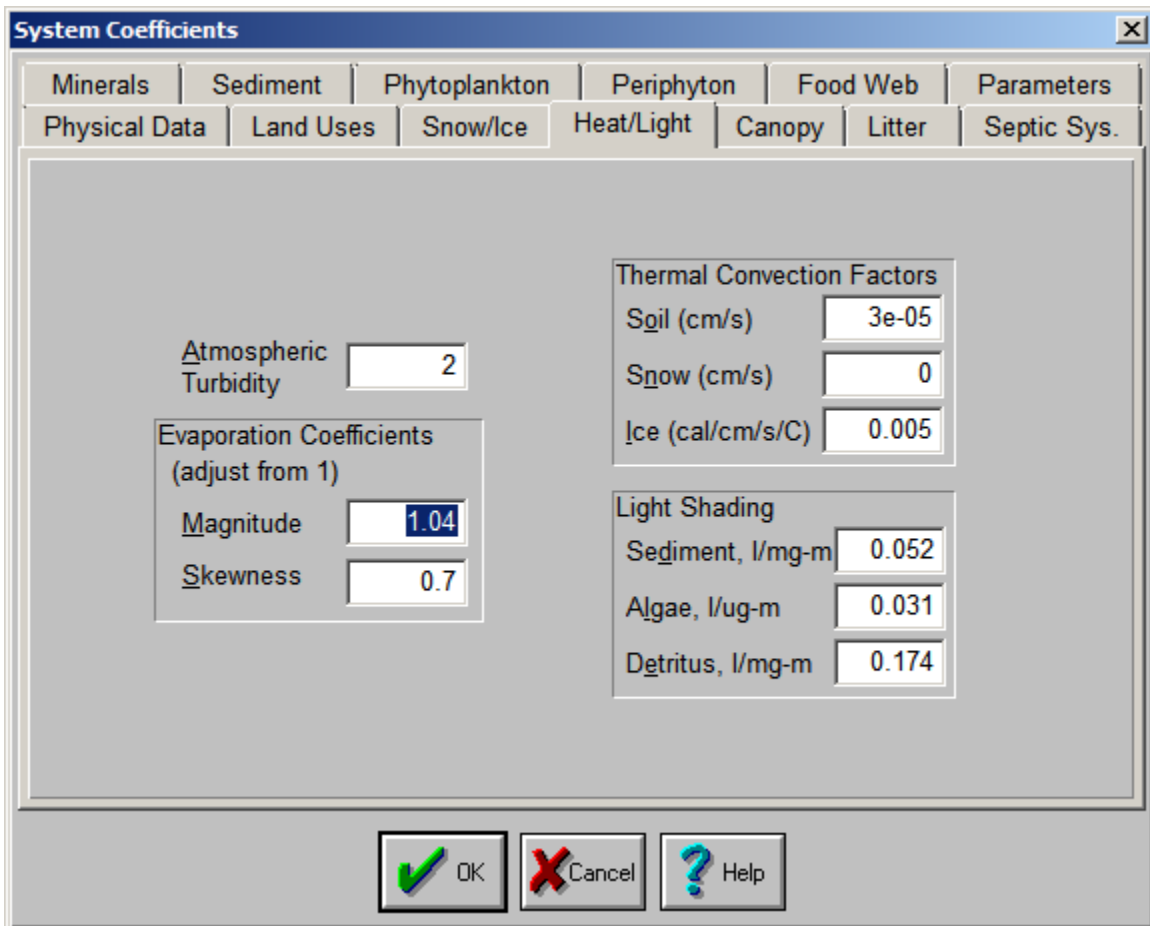 System Coefficients
Minerals Sediment Phytoplankton Periphyton Food Web Parameters
Physical Data Land Uses Snow/Ice Heat/Light Canopy Litter Septic Sys.
Atmospheric
Turbidity
2
Evaporation Coefficients
(adjust from 1)
Magnitude 1.04
Skewness 0.7
Thermal Convection Factors
Soil (cm/s) 3e-05
Snow (cm/s) 0
Ice (cal/cm/s/C) 0.005
Light Shading
Sediment, l/mg-m 0.052
Algae, l/ug-m 0.031
Detritus, l/mg-m 0.174
OK Cancel Help